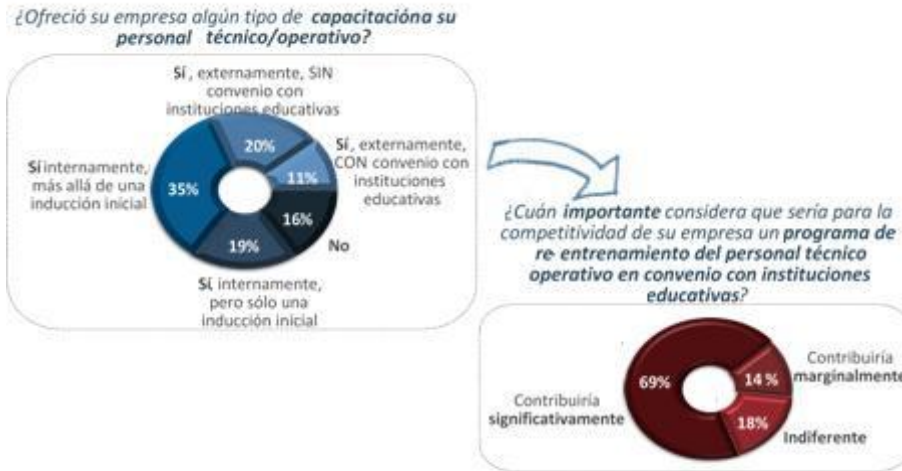 ¿Ofreció su empresa algún tipo de capacitacióna su
personal técnico/operativo?
Sí, externamente, SIN
convenio con
instituciones educativas
20%
Sí, externamente,
CON convenio con
instituciones
educativas
11%
Sí internamente,
más allá de una
inducción inicial
35%
16%
No
19%
Sí, internamente,
pero sólo una
inducción inicial
¿Cuán importante considera que sería para la
competitividad de su empresa un programa de
re- entrenamiento del personal técnico
operativo en convenio con instituciones
educativas?
69%
Contribuiría
significativamente
14 %
Contribuiría
marginalmente
18%
Indiferente